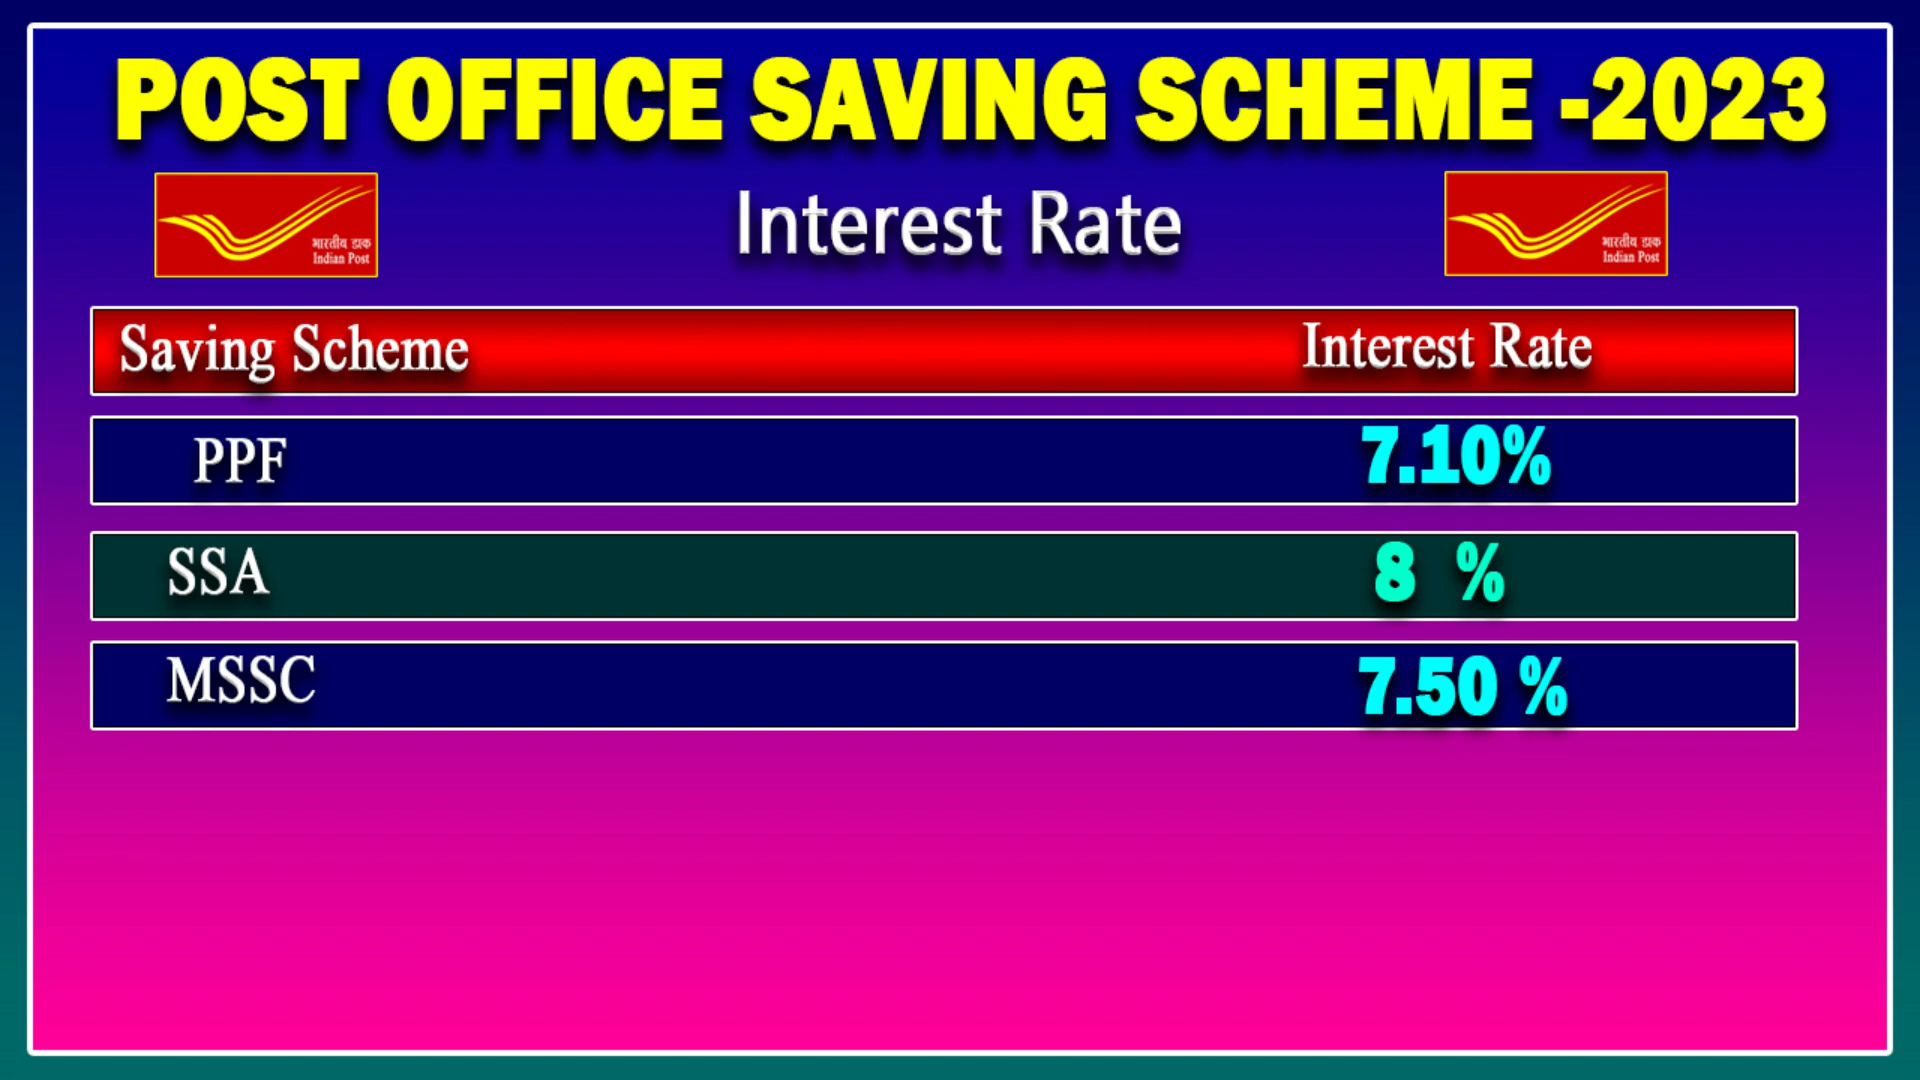 POST OFFICE SAVING SCHEME -2023
Interest Rate
भारतीय डाक
Indian Post
भारतीय डाक
Indian Post
Saving Scheme Interest Rate
PPF 7.10%
SSA 8 %
MSSC 7.50 %